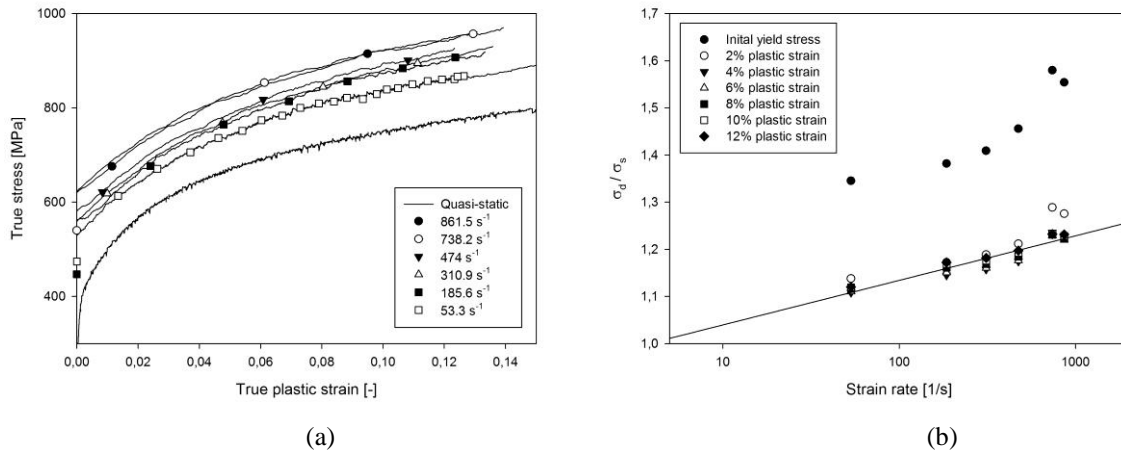 1000
800
600
400
True stress [MPa]
0,00
0,02
0,04
0,06
0,08
0,10
0,12
0,14
True plastic strain [-]
Quasi-static
861.5 s⁻¹
738.2 s⁻¹
474 s⁻¹
310.9 s⁻¹
185.6 s⁻¹
53.3 s⁻¹
(a)
1,7
1,6
1,5
1,4
1,3
1,2
1,1
1,0
σd / σs
10
100
1000
Strain rate [1/s]
Inital yield stress
2% plastic strain
4% plastic strain
6% plastic strain
8% plastic strain
10% plastic strain
12% plastic strain
(b)